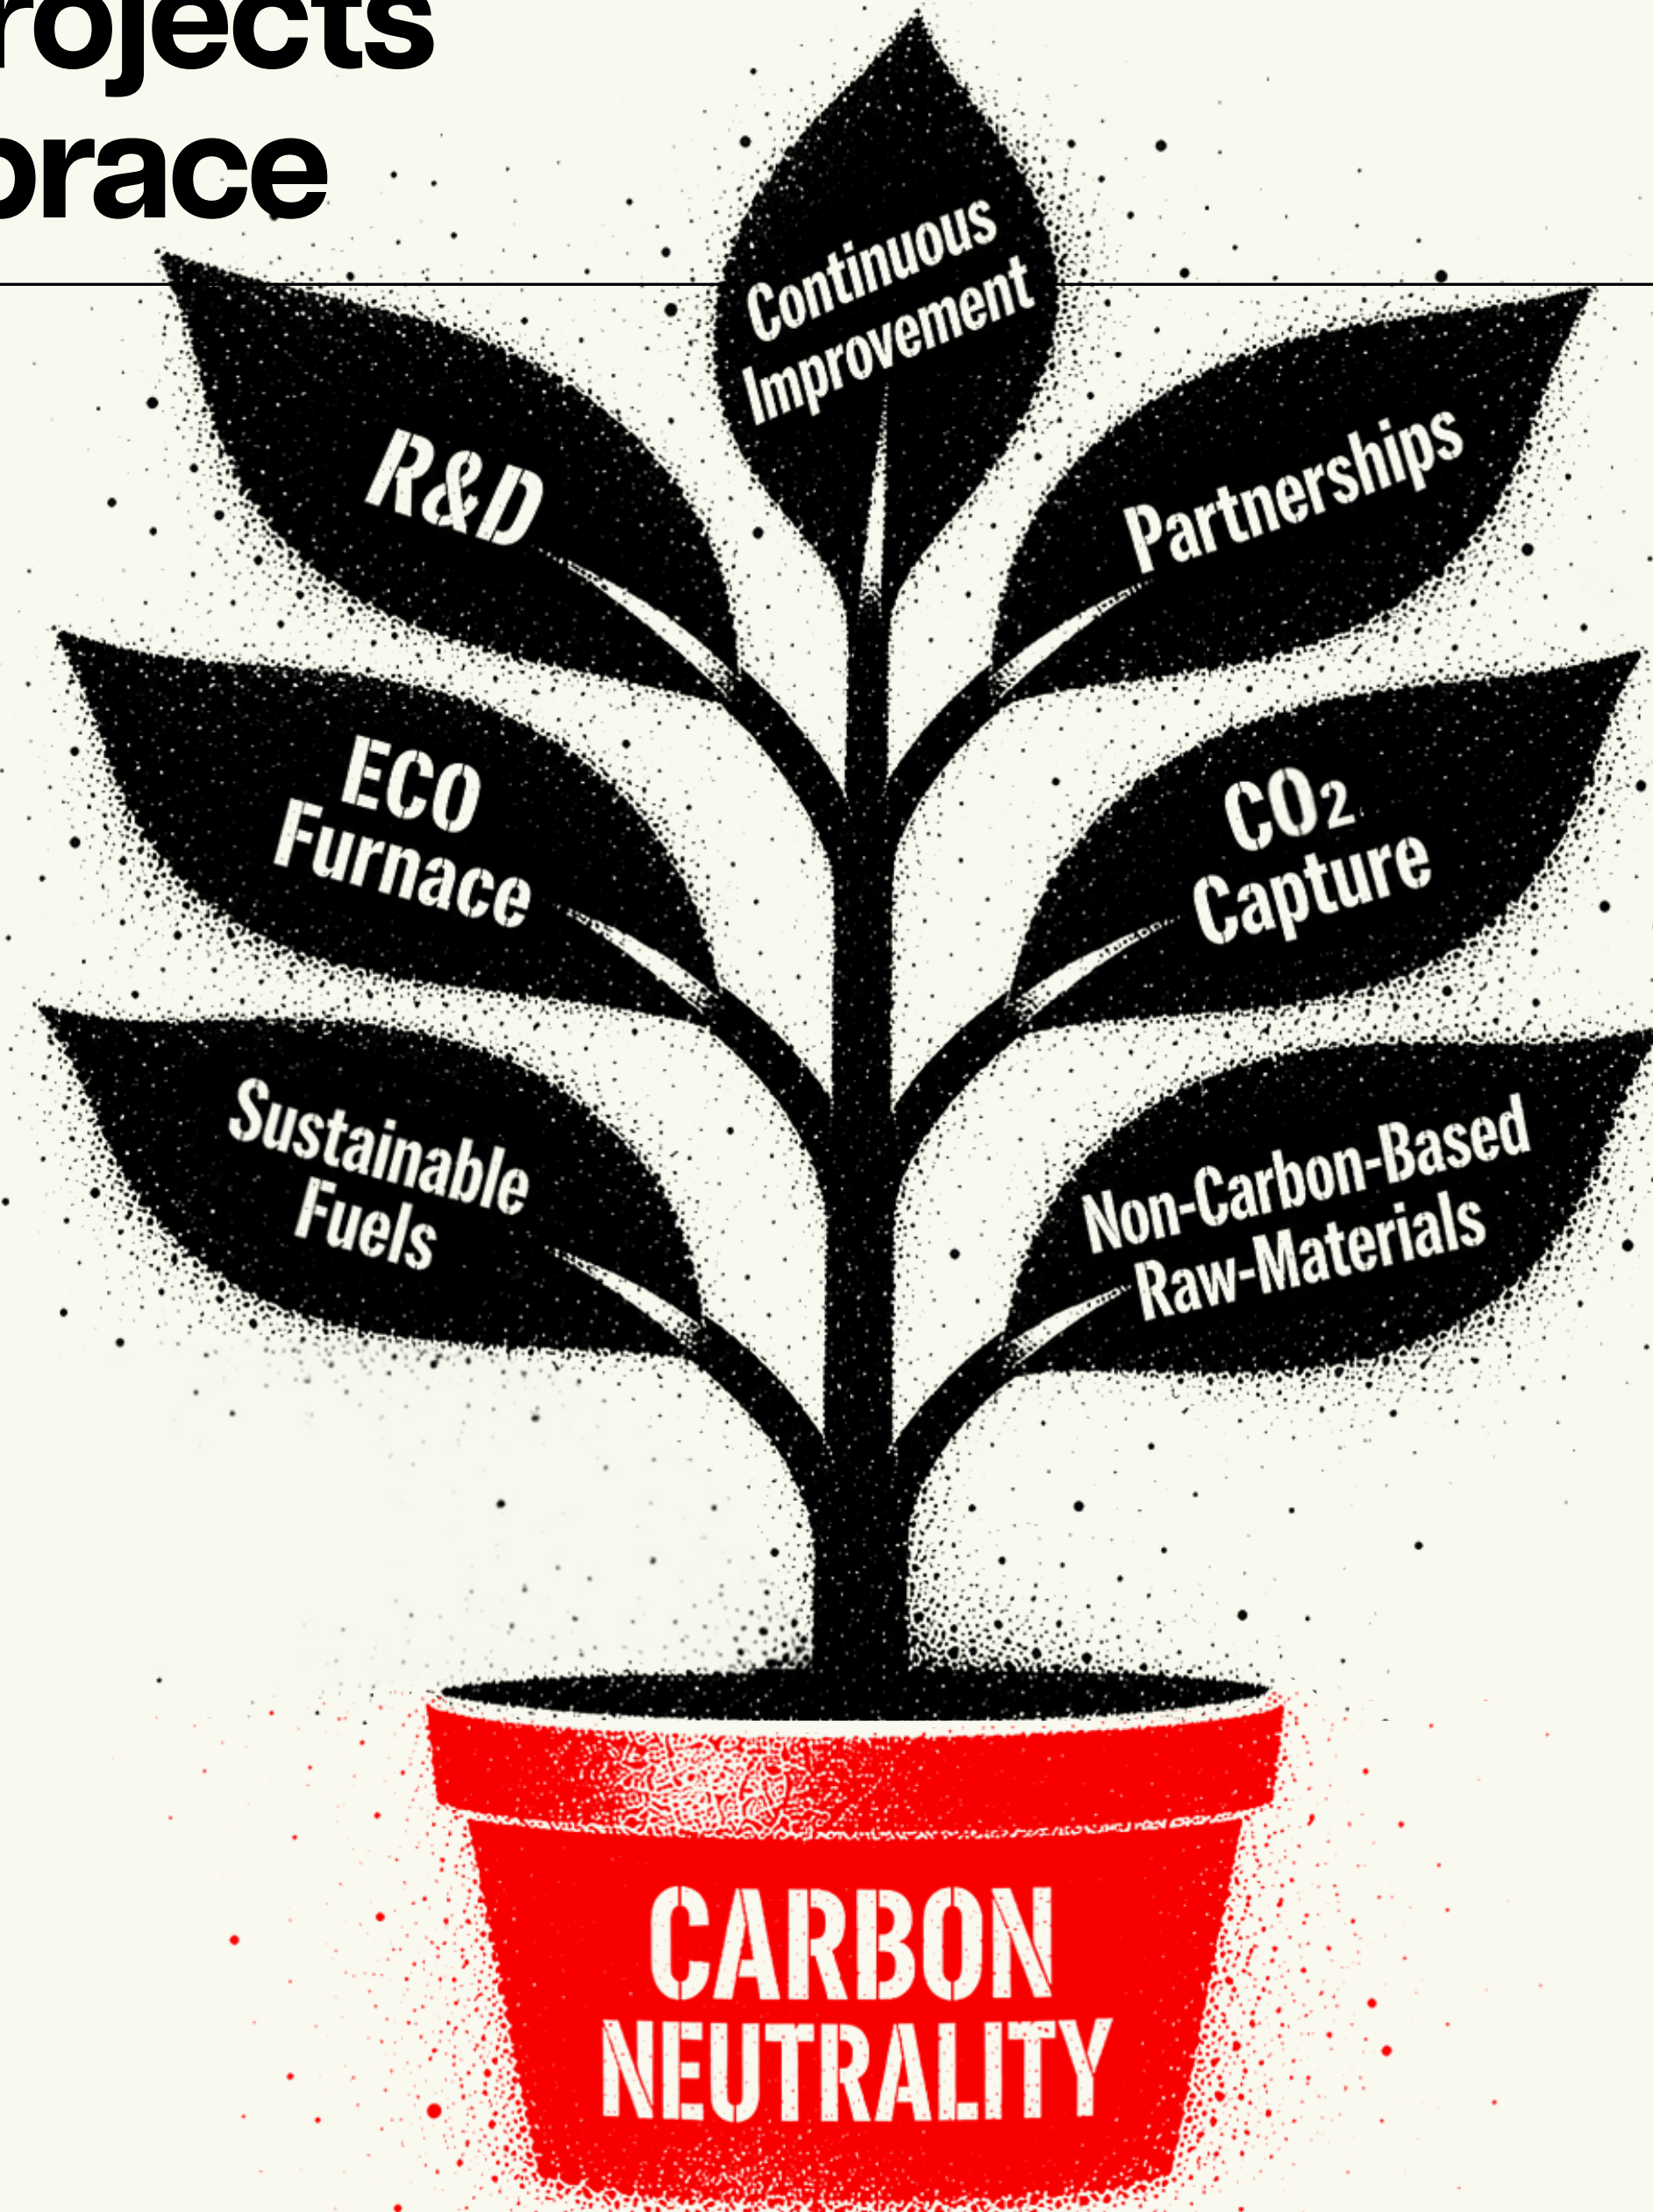 rojects
brace
Continuous
Improvement
R&D
Partnerships
ECO
Furnace
CO₂
Capture
Sustainable
Fuels
Non-Carbon-Based
Raw-Materials
CARBON
NEUTRALITY